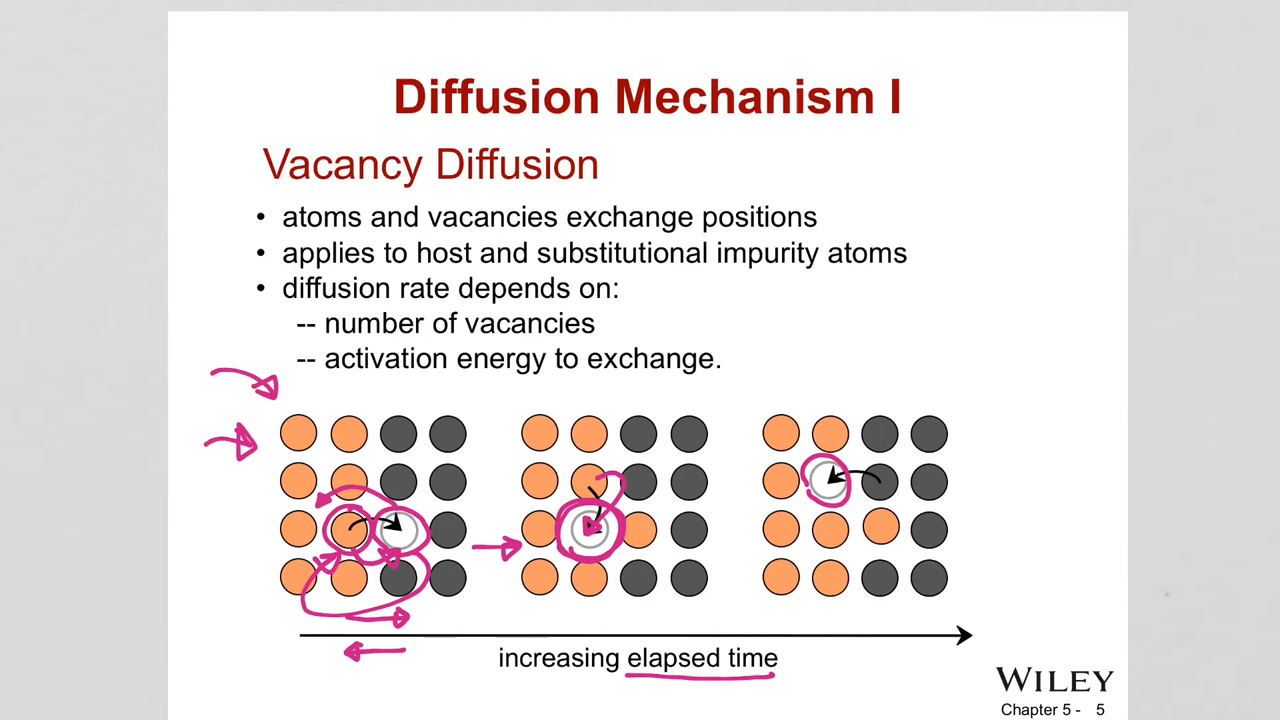 Diffusion Mechanism I
Vacancy Diffusion
• atoms and vacancies exchange positions
• applies to host and substitutional impurity atoms
• diffusion rate depends on:
-- number of vacancies
-- activation energy to exchange.
increasing elapsed time
WILEY
Chapter 5 - 5